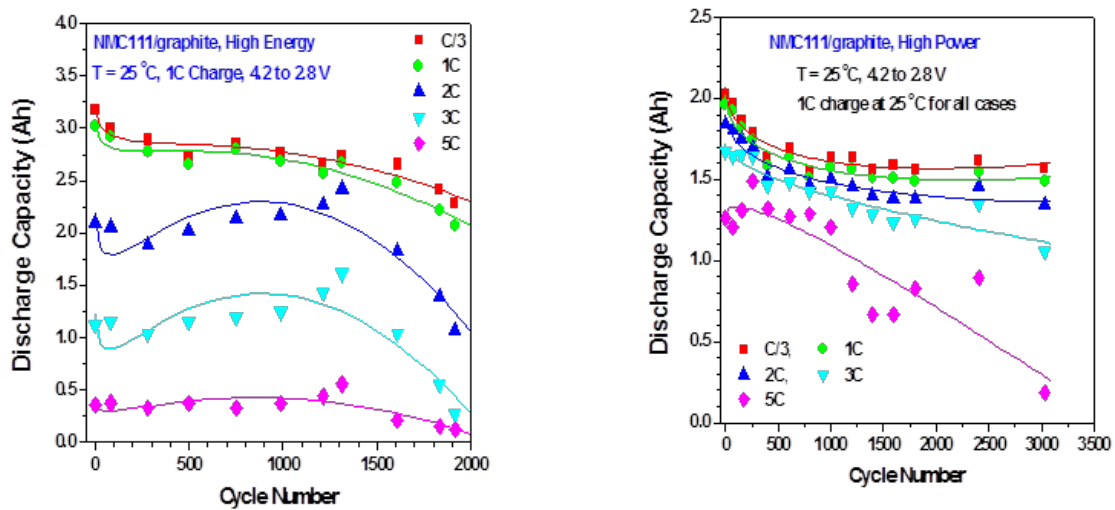 NMC111/graphite, High Energy
T = 25 °C, 1C Charge, 4.2 to 2.8 V
C/3
1C
2C
3C
5C
Discharge Capacity (Ah)
4.0
3.5
3.0
2.5
2.0
1.5
1.0
0.5
0.0
0 500 1000 1500 2000
Cycle Number
NMC111/graphite, High Power
T = 25 °C, 4.2 to 2.8 V
1C charge at 25 °C for all cases
Discharge Capacity (Ah)
2.5
2.0
1.5
1.0
0.5
0.0
C/3, 1C
2C, 3C
5C
0 500 1000 1500 2000 2500 3000 3500
Cycle Number